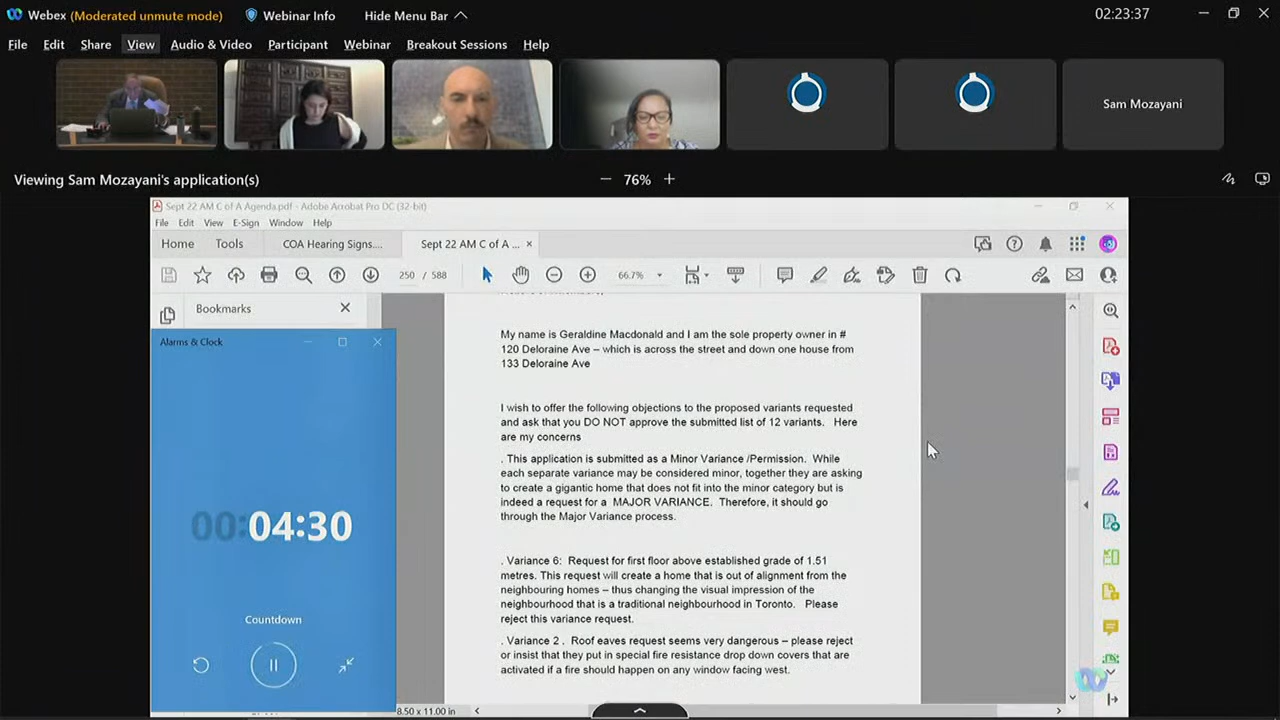 Webex (Moderated unmute mode) Webinar Info Hide Menu Bar 02:23:37
File Edit Share View Audio & Video Participant Webinar Breakout Sessions Help
Sam Mozayani
Viewing Sam Mozayani's application(s) 76%
Sept 22 AM C of A Agenda.pdf - Adobe Acrobat Pro DC (32-bit)
File Edit View E-Sign Window Help
Home Tools COA Hearing Signs.... Sept 22 AM C of A ... ×
250 / 588 66.7%
Bookmarks
Alarms & Clock
00:04:30
Countdown
My name is Geraldine Macdonald and I am the sole property owner in #
120 Deloraine Ave – which is across the street and down one house from
133 Deloraine Ave
I wish to offer the following objections to the proposed variants requested
and ask that you DO NOT approve the submitted list of 12 variants. Here
are my concerns
. This application is submitted as a Minor Variance /Permission. While
each separate variance may be considered minor, together they are asking
to create a gigantic home that does not fit into the minor category but is
indeed a request for a MAJOR VARIANCE. Therefore, it should go
through the Major Variance process.
. Variance 6: Request for first floor above established grade of 1.51
metres. This request will create a home that is out of alignment from the
neighbouring homes – thus changing the visual impression of the
neighbourhood that is a traditional neighbourhood in Toronto. Please
reject this variance request.
. Variance 2 . Roof eaves request seems very dangerous – please reject
or insist that they put in special fire resistance drop down covers that are
activated if a fire should happen on any window facing west.
8.50 x 11.00 in